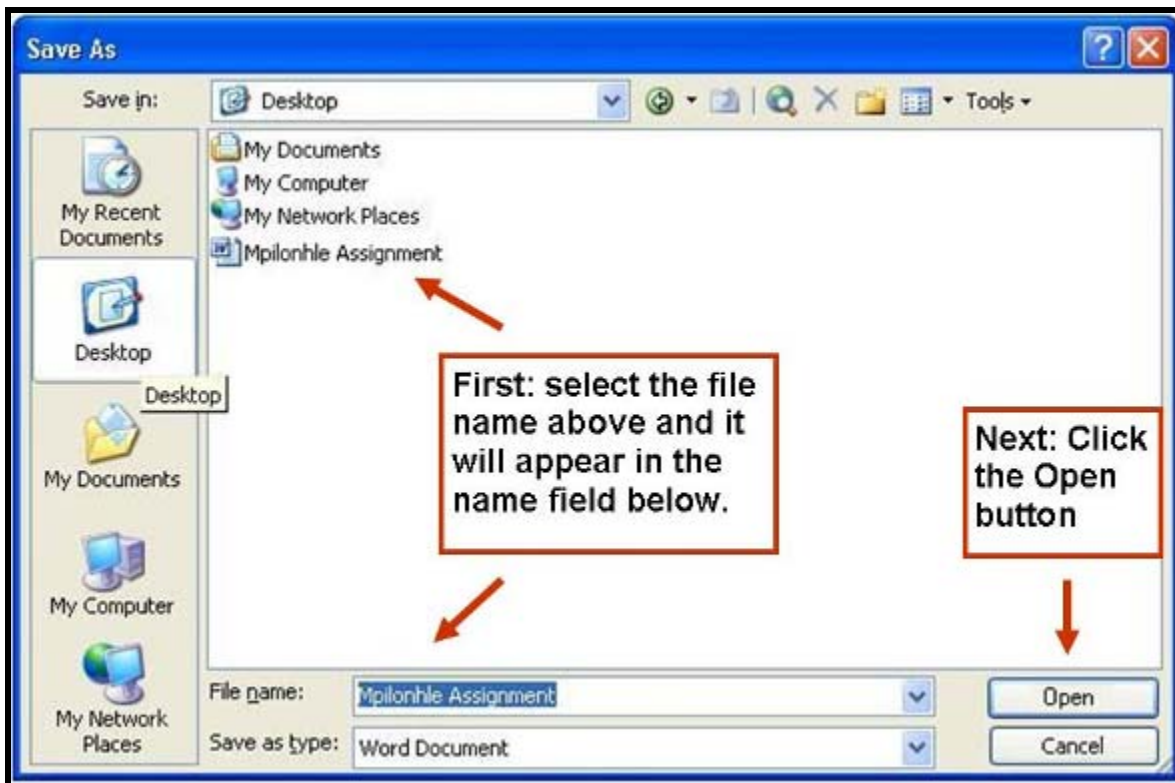 Save As
Save in:
Desktop
Tools
My Documents
My Computer
My Network Places
Mpilonhle Assignment
My Recent
Documents
Desktop
Desktop
My Documents
My Computer
My Network
Places
First: select the file
name above and it
will appear in the
name field below.
Next: Click
the Open
button
File name:
Mpilonhle Assignment
Open
Save as type:
Word Document
Cancel